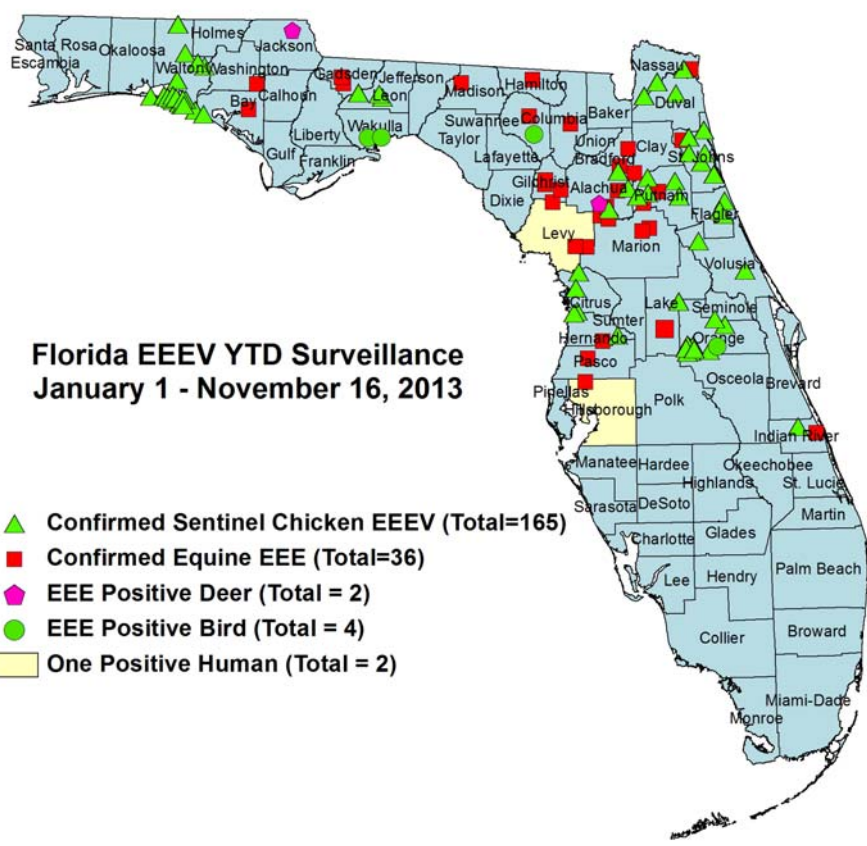 Holmes
Santa Rosa
Okaloosa
Jackson
Escambia
Walton
Washington
Gadsden
Jefferson
Leon
Madison
Hamilton
Nassau
Bay
Calhoun
Duval
Suwannee
Columbia
Baker
Liberty
Wakulla
Taylor
Union
Clay
Gulf
Franklin
Lafayette
Bradford
St. Johns
Gilchrist
Alachua
Dixie
Putnam
Flagler
Levy
Marion
Volusia
Citrus
Lake
Seminole
Sumter
Hernando
Orange
Florida EEEV YTD Surveillance
January 1 - November 16, 2013
Pasco
Osceola
Brevard
Pinellas
Hillsborough
Polk
Indian River
Manatee
Hardee
Okeechobee
Highlands
St. Lucie
Sarasota
DeSoto
Martin
Confirmed Sentinel Chicken EEEV (Total=165)
Charlotte
Glades
Confirmed Equine EEE (Total=36)
Lee
Hendry
Palm Beach
EEE Positive Deer (Total = 2)
EEE Positive Bird (Total = 4)
Collier
Broward
One Positive Human (Total = 2)
Miami-Dade
Monroe